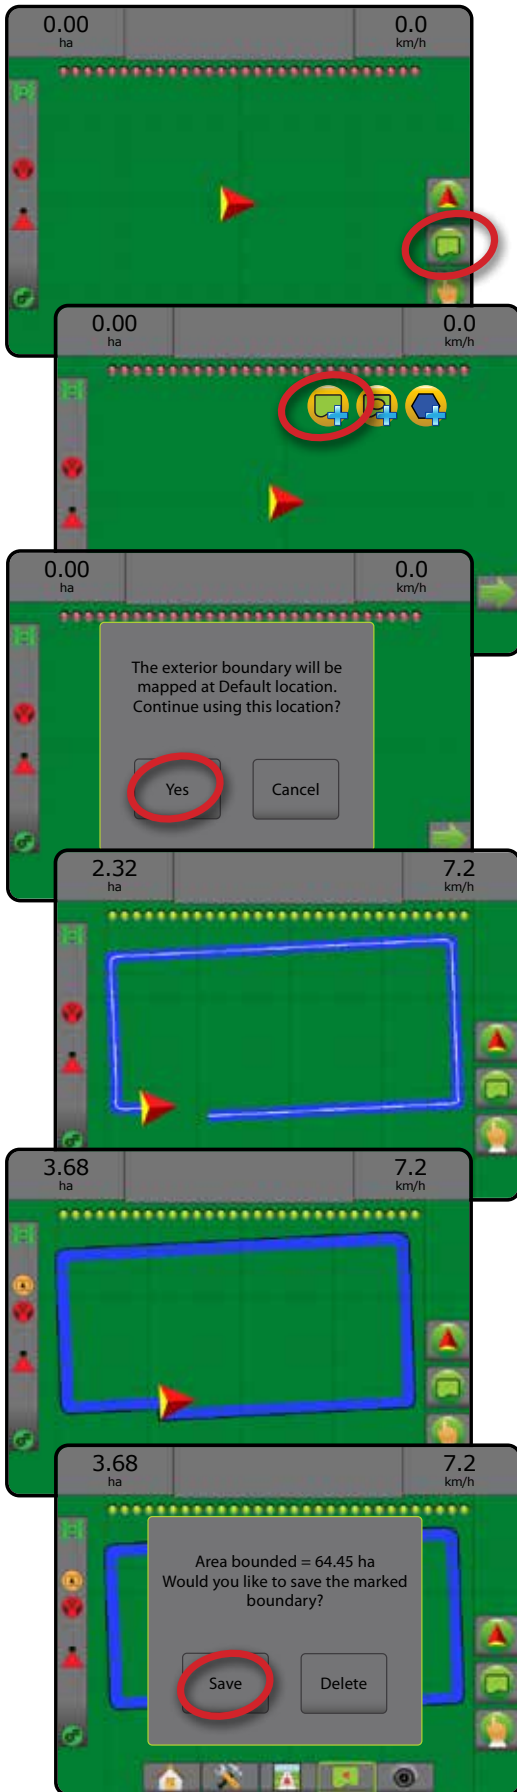 0.00
ha
0.0
km/h
0.00
ha
0.0
km/h
0.00
ha
0.0
km/h
The exterior boundary will be
mapped at Default location.
Continue using this location?
Yes
Cancel
2.32
ha
7.2
km/h
3.68
ha
7.2
km/h
3.68
ha
7.2
km/h
Area bounded = 64.45 ha
Would you like to save the marked
boundary?
Save
Delete